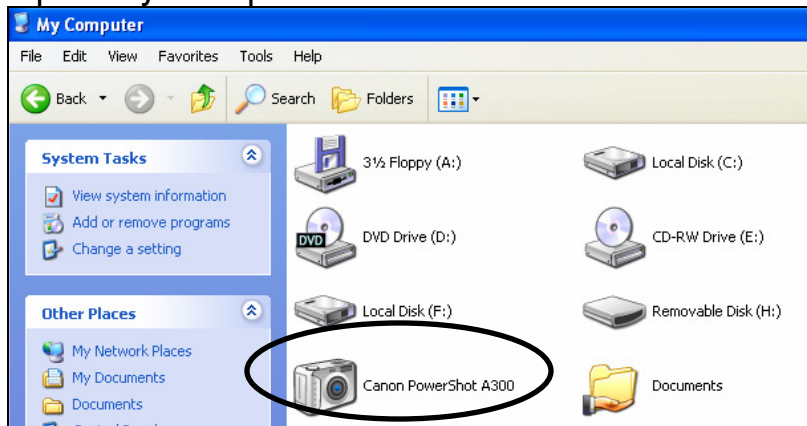 My Computer
File Edit View Favorites Tools Help
Back Search Folders
System Tasks
View system information
Add or remove programs
Change a setting
Other Places
My Network Places
My Documents
Documents
3½ Floppy (A:) Local Disk (C:)
DVD DVD Drive (D:) CD-RW Drive (E:)
Local Disk (F:) Removable Disk (H:)
Canon PowerShot A300 Documents